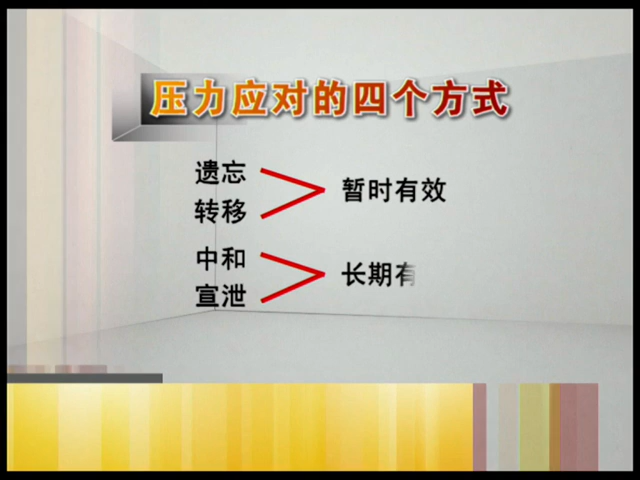 压力应对的四个方式
遗忘
转移
暂时有效
中和
宣泄
长期有